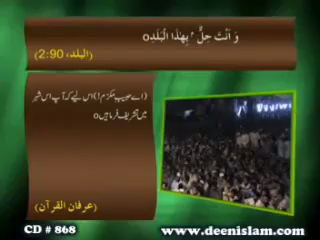 وَ اَنْتَ حِلٌّۢ بِهٰذَا الْبَلَدِo
(البلد، 2:90)
(اے حبیبِ مکرّم!) اس لیے کہ آپ اس شہر
میں تشریف فرما ہیںo
(عرفان القرآن)
CD # 868
www.deenislam.com